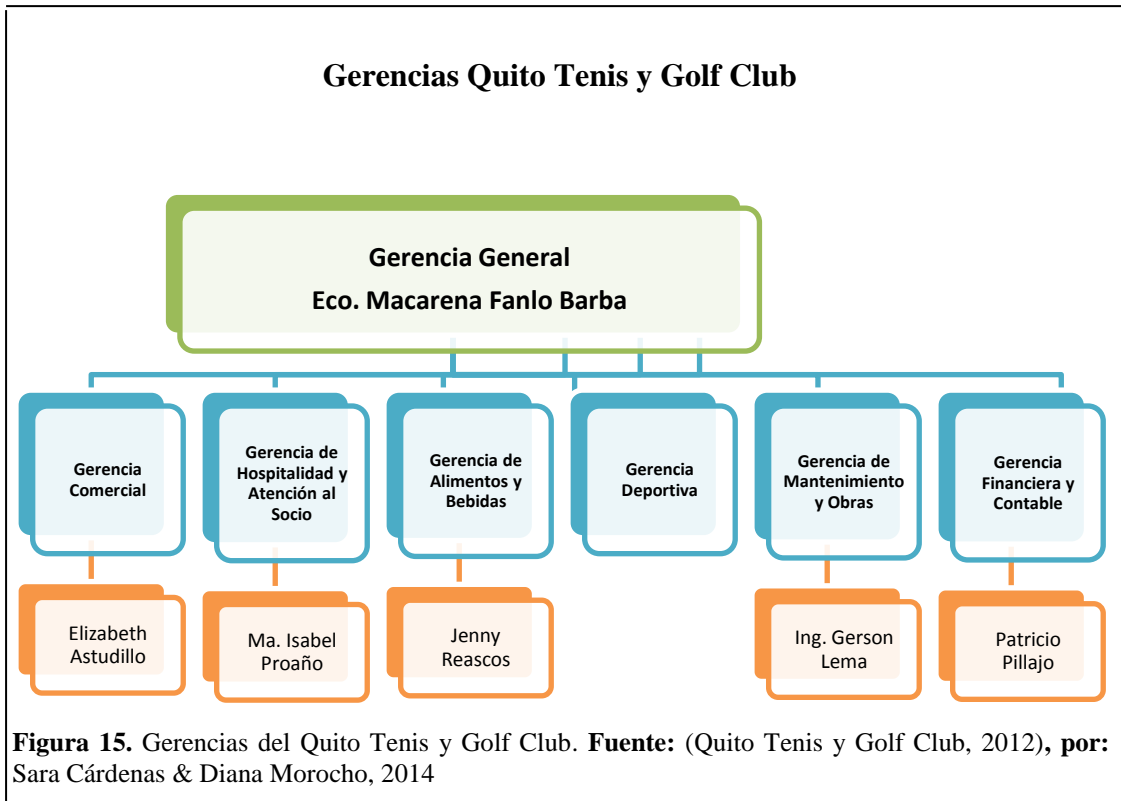 Gerencias Quito Tenis y Golf Club
Gerencia General
Eco. Macarena Fanlo Barba
Gerencia
Comercial
Gerencia de
Hospitalidad y
Atención al
Socio
Gerencia de
Alimentos y
Bebidas
Gerencia
Deportiva
Gerencia de
Mantenimiento
y Obras
Gerencia
Financiera y
Contable
Elizabeth
Astudillo
Ma. Isabel
Proaño
Jenny
Reascos
Ing. Gerson
Lema
Patricio
Pillajo
Figura 15. Gerencias del Quito Tenis y Golf Club. Fuente: (Quito Tenis y Golf Club, 2012), por:
Sara Cárdenas & Diana Morocho, 2014